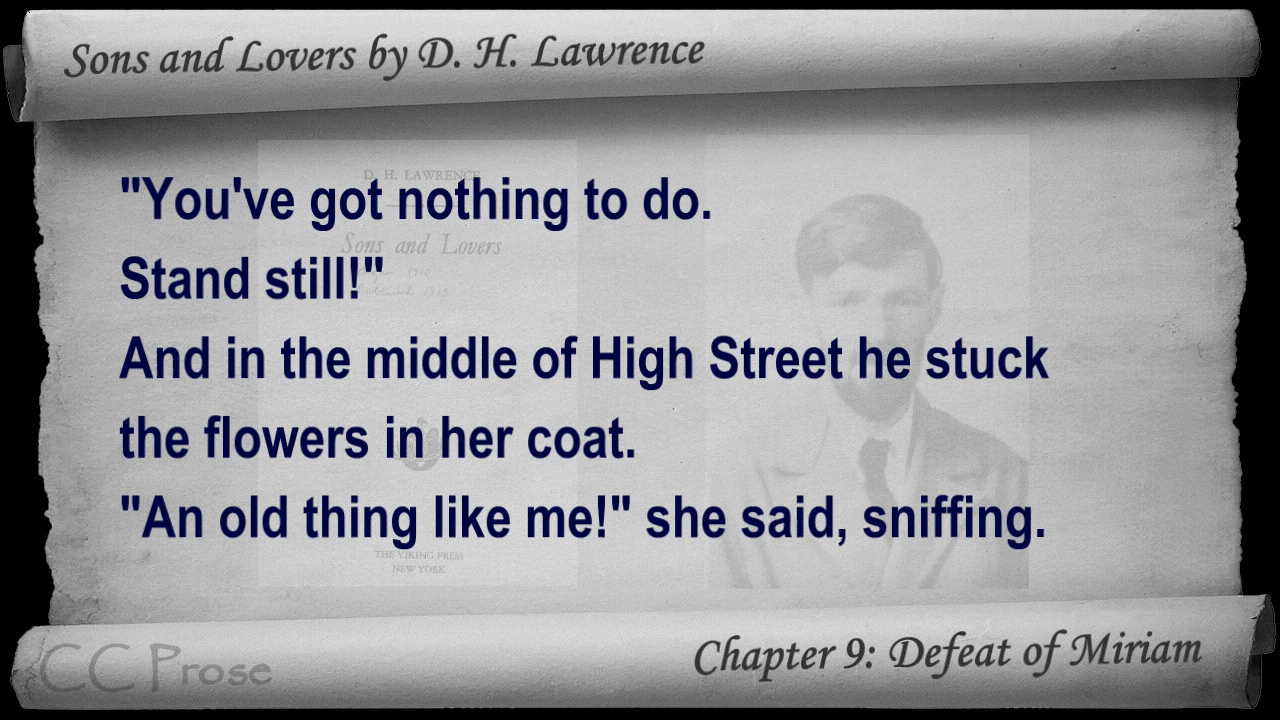 Sons and Lovers by D. H. Lawrence
D. H. LAWRENCE
"You've got nothing to do.
Sons and Lovers
Stand still!"
And in the middle of High Street he stuck
the flowers in her coat.
"An old thing like me!" she said, sniffing.
THE VIKING PRESS
NEW YORK
CC Prose
Chapter 9: Defeat of Miriam